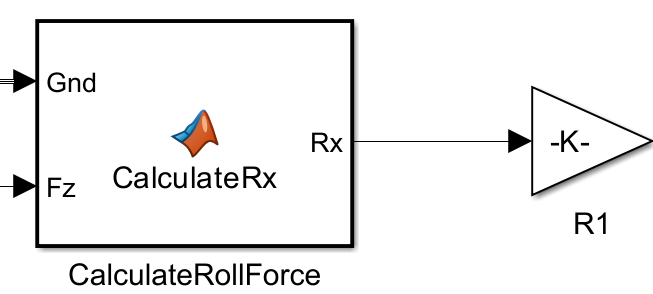 Gnd
Fz
CalculateRx
Rx
CalculateRollForce
-K-
R1